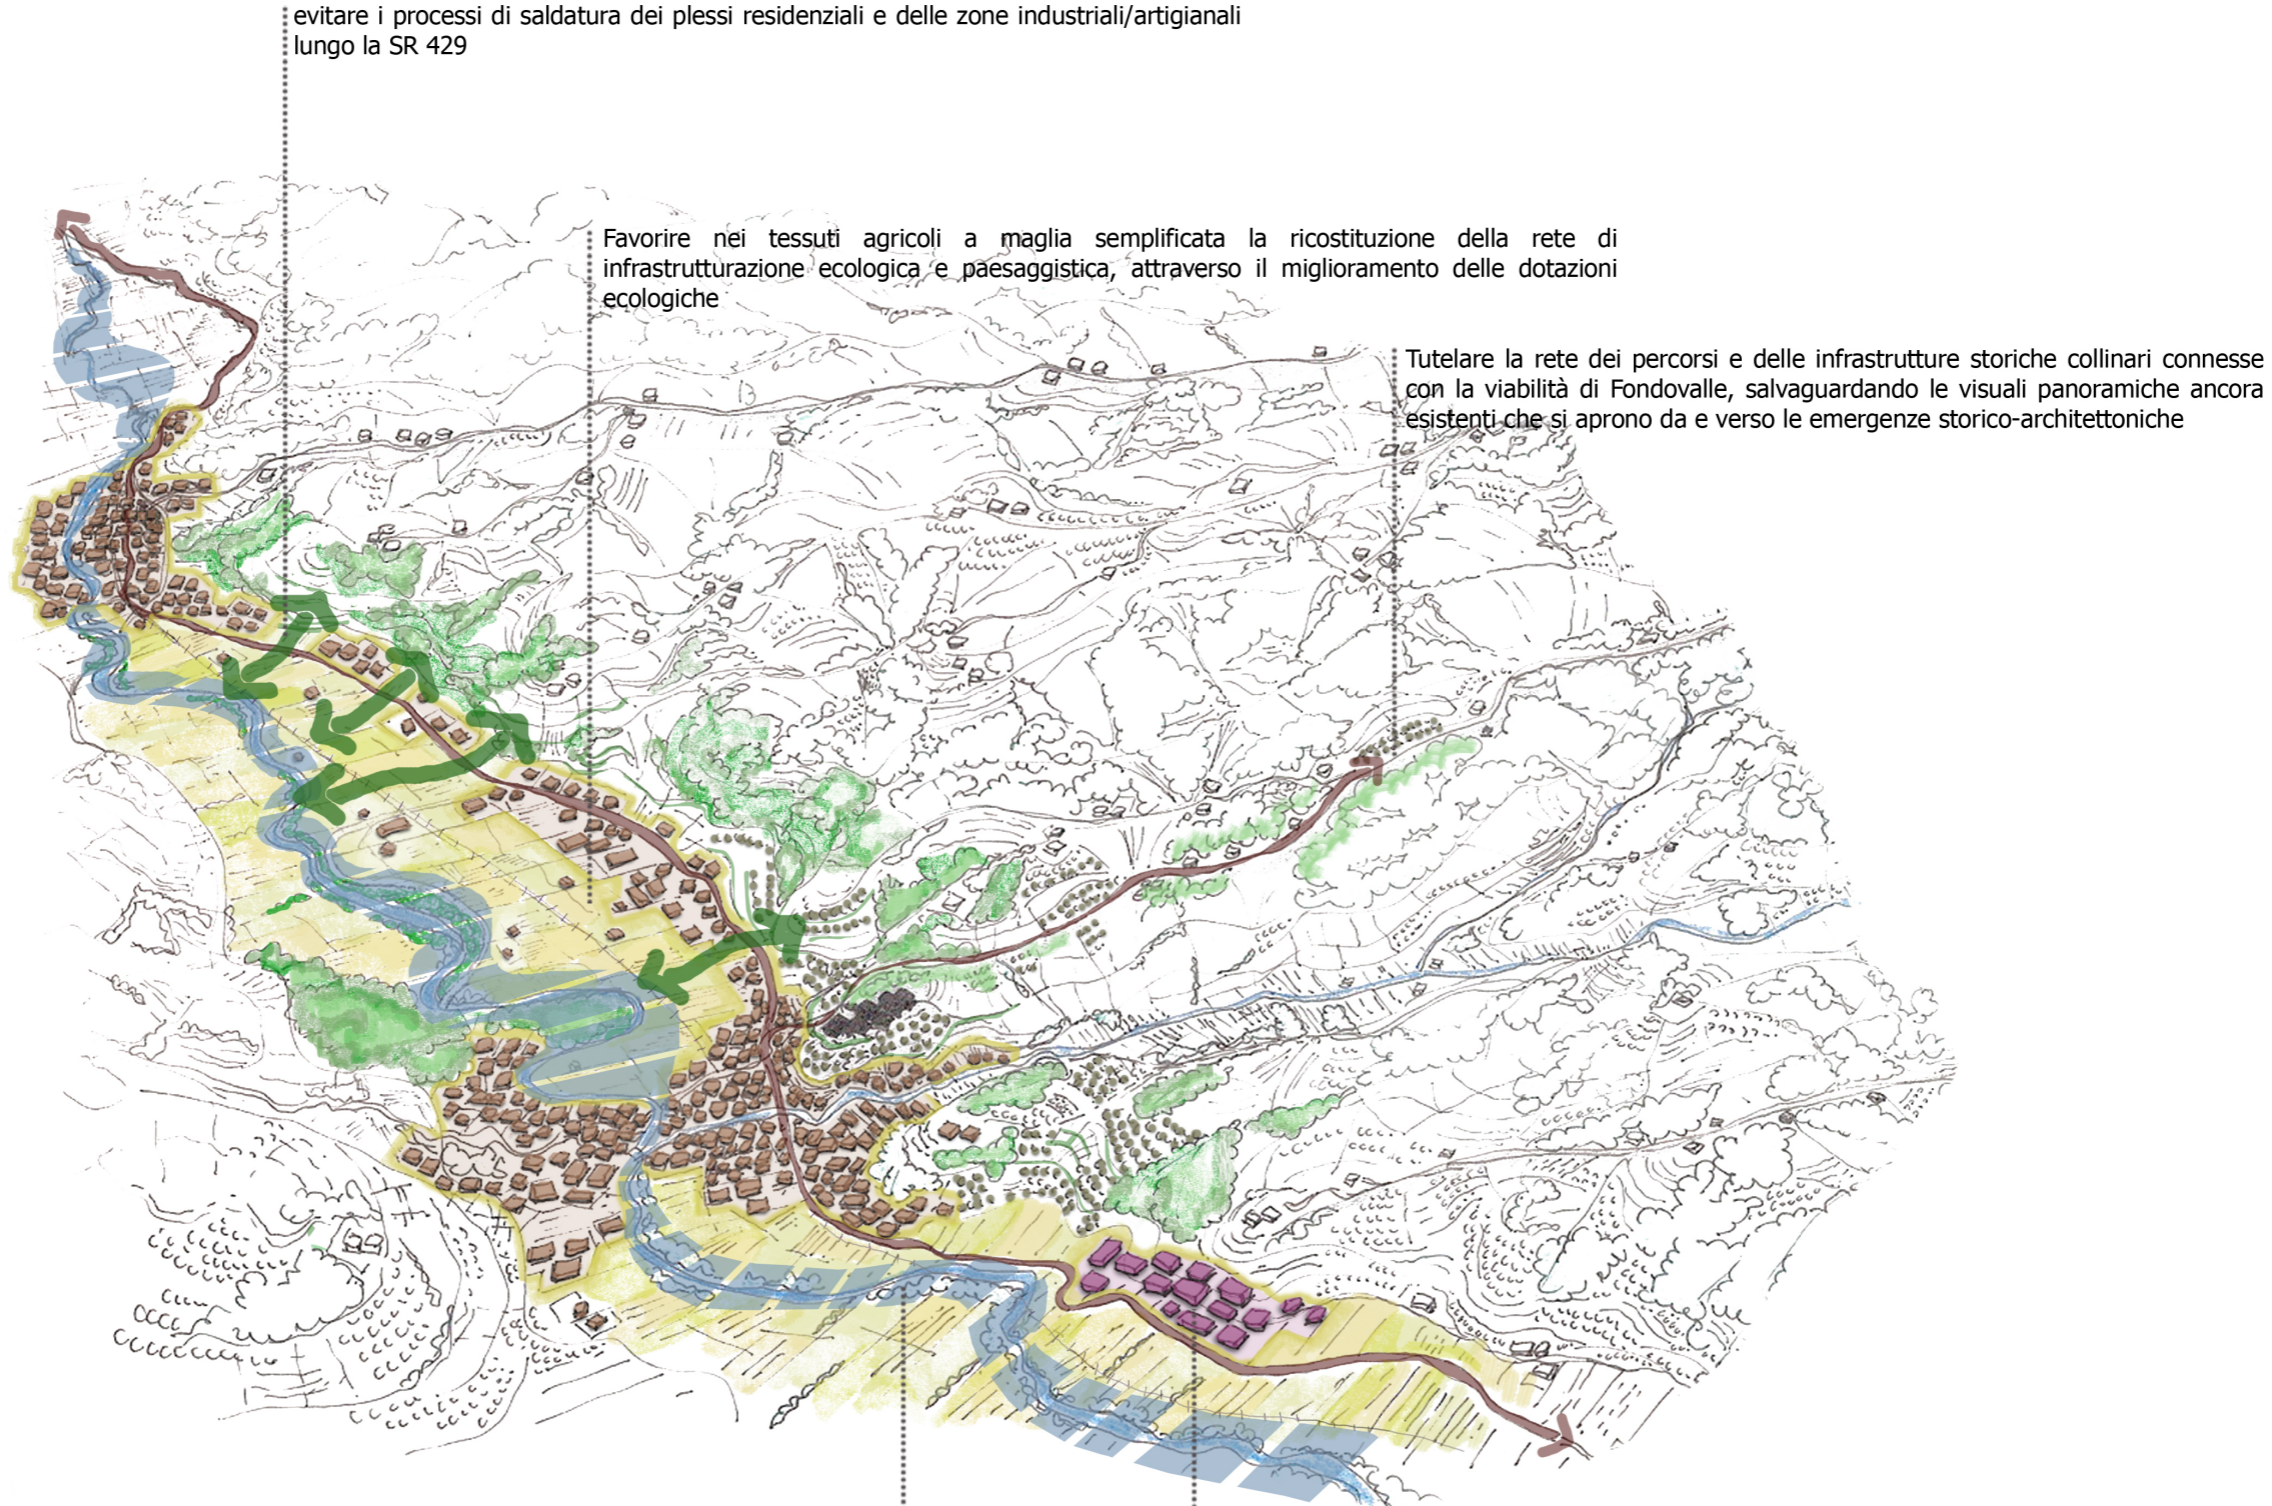 evitare i processi di saldatura dei plessi residenziali e delle zone industriali/artigianali
lungo la SR 429
Favorire nei tessuti agricoli a maglia semplificata la ricostituzione della rete di
infrastrutturazione ecologica e paesaggistica, attraverso il miglioramento delle dotazioni
ecologiche
Tutelare la rete dei percorsi e delle infrastrutture storiche collinari connesse
con la viabilità di Fondovalle, salvaguardando le visuali panoramiche ancora
esistenti che si aprono da e verso le emergenze storico-architettoniche